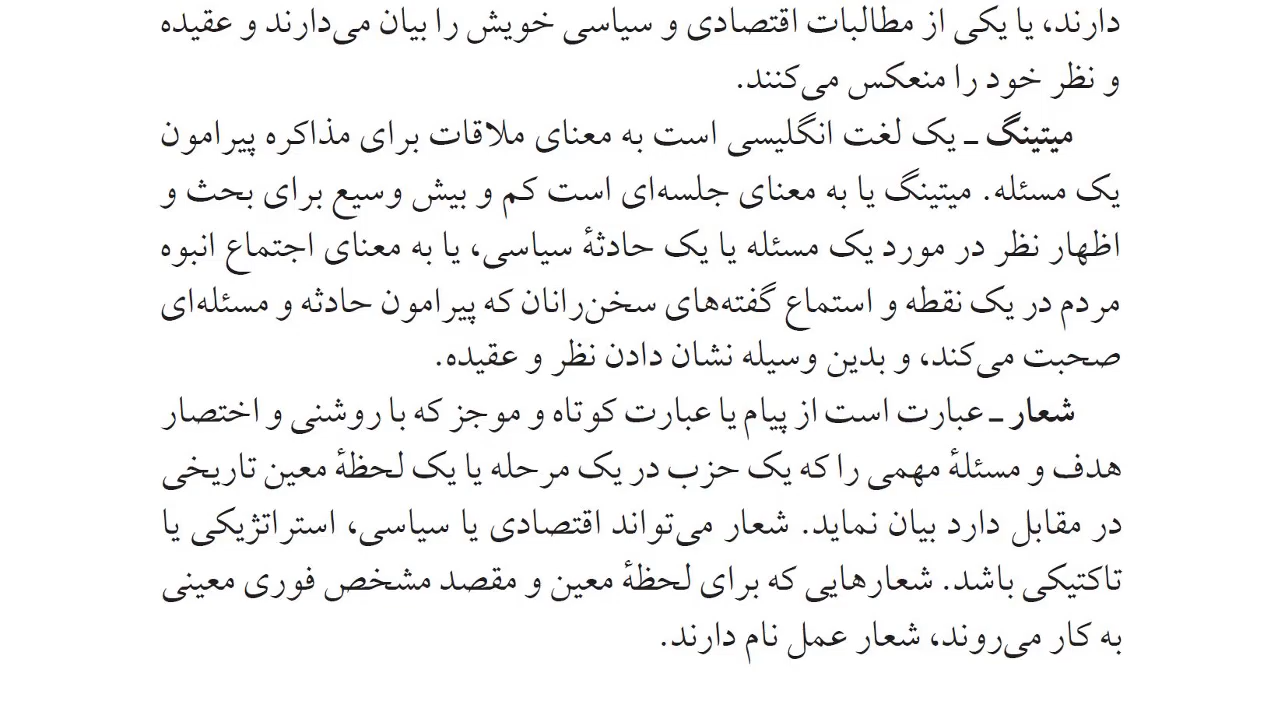 دارند، یا یکی از مطالبات اقتصادی و سیاسی خویش را بیان می‌دارند و عقیده
و نظر خود را منعکس می‌کنند.
میتینگ ـ یک لغت انگلیسی است به معنای ملاقات برای مذاکره پیرامون
یک مسئله. میتینگ یا به معنای جلسه‌ای است کم و بیش وسیع برای بحث و
اظهار نظر در مورد یک مسئله یا یک حادثهٔ سیاسی، یا به معنای اجتماع انبوه
مردم در یک نقطه و استماع گفته‌های سخن‌رانان که پیرامون حادثه و مسئله‌ای
صحبت می‌کند، و بدین وسیله نشان دادن نظر و عقیده.
شعار ـ عبارت است از پیام یا عبارت کوتاه و موجز که با روشنی و اختصار
هدف و مسئلهٔ مهمی را که یک حزب در یک مرحله یا یک لحظهٔ معین تاریخی
در مقابل دارد بیان نماید. شعار می‌تواند اقتصادی یا سیاسی، استراتژیکی یا
تاکتیکی باشد. شعارهایی که برای لحظهٔ معین و مقصد مشخص فوری معینی
به کار می‌روند، شعار عمل نام دارند.